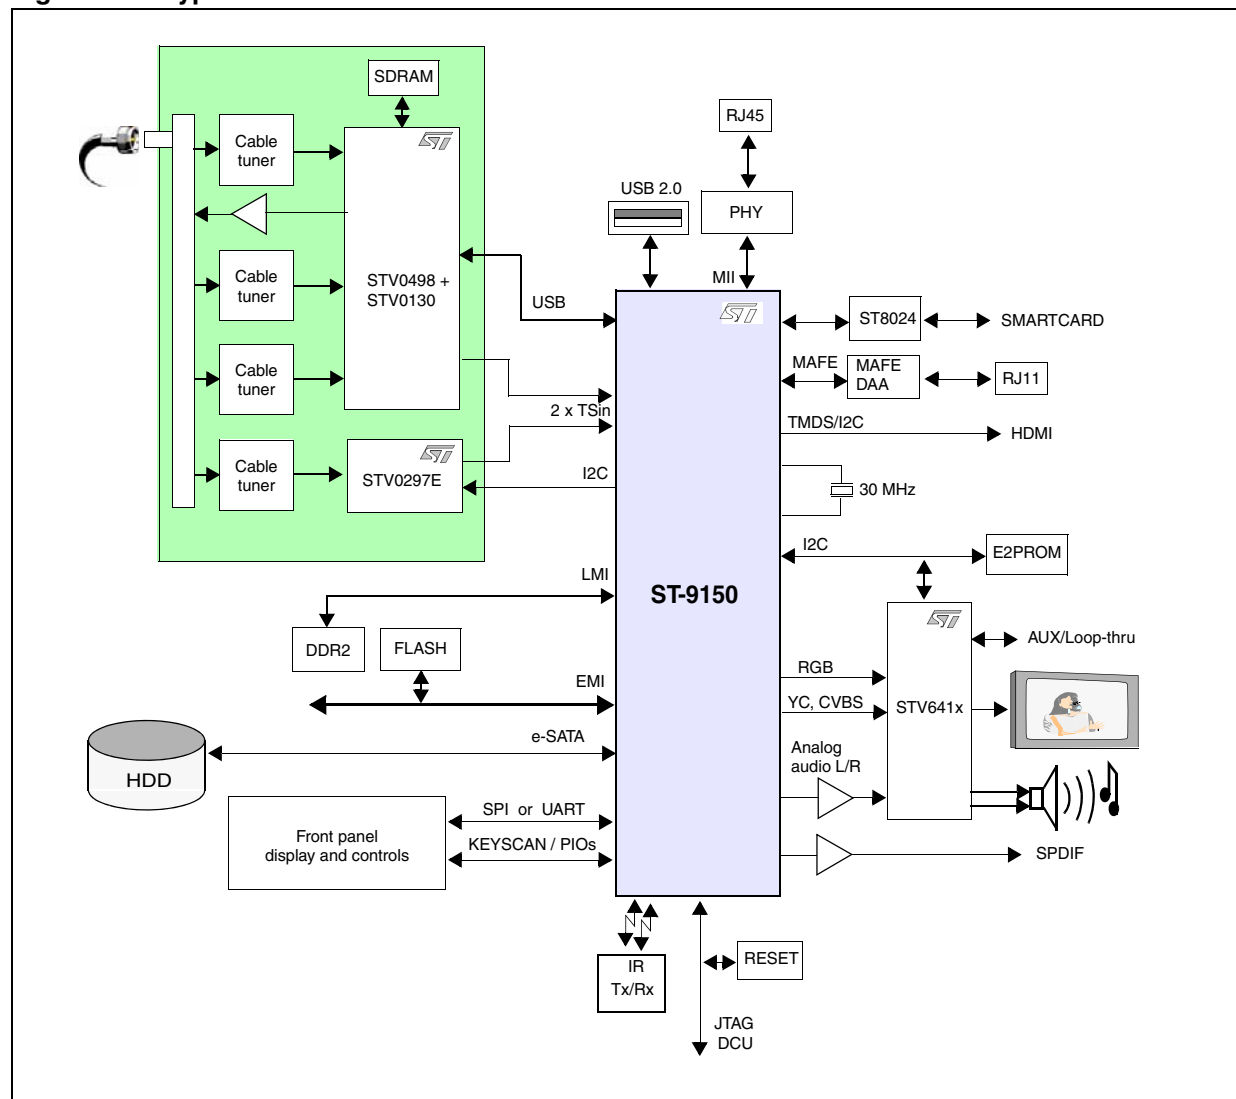 SDRAM
Cable
tuner
RJ45
USB 2.0
PHY
MII
Cable
tuner
STV0498 +
STV0130
USB
ST8024
SMARTCARD
MAFE
MAFE
DAA
RJ11
Cable
tuner
2 x TSin
TMDS/I2C
HDMI
Cable
tuner
STV0297E
I2C
30 MHz
I2C
E2PROM
LMI
ST-9150
DDR2
FLASH
AUX/Loop-thru
RGB
EMI
YC, CVBS
STV641x
e-SATA
Analog
audio L/R
HDD
SPI or UART
Front panel
display and controls
KEYSCAN / PIOs
SPDIF
IR
Tx/Rx
RESET
JTAG
DCU